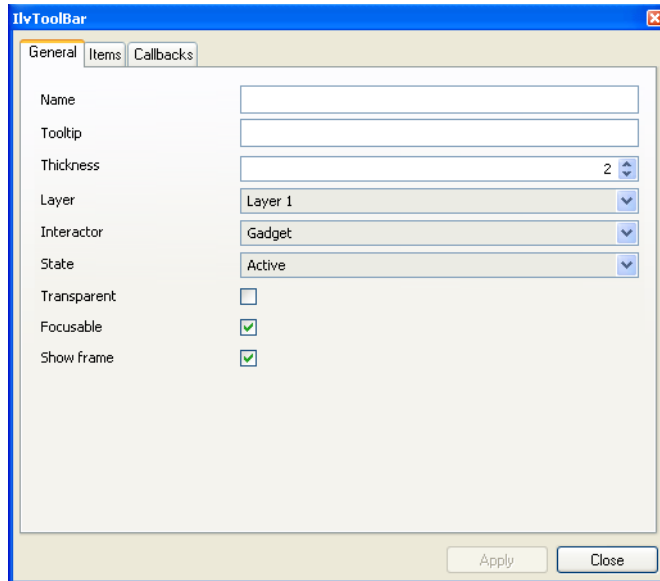 IlvToolBar
General Items Callbacks
Name
Tooltip
Thickness 2
Layer Layer 1
Interactor Gadget
State Active
Transparent
Focusable
Show frame
Apply Close